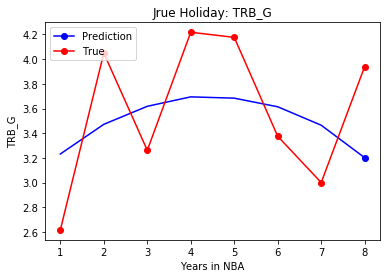 Jrue Holiday: TRB_G
Prediction
True
4.2
4.0
3.8
3.6
3.4
3.2
3.0
2.8
2.6
TRB_G
1 2 3 4 5 6 7 8
Years in NBA